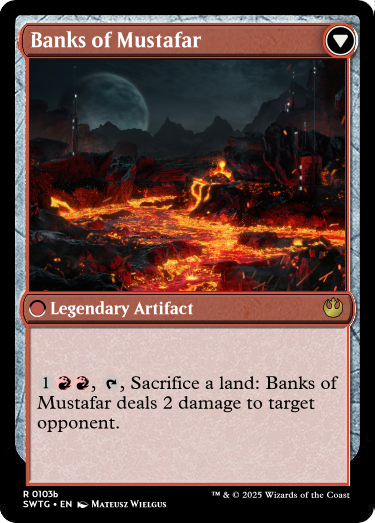 Banks of Mustafar
Legendary Artifact
1, , Sacrifice a land: Banks of
Mustafar deals 2 damage to target
opponent.
R 0103b
SWTG • EN Mateusz Wielgus
™ & © 2025 Wizards of the Coast